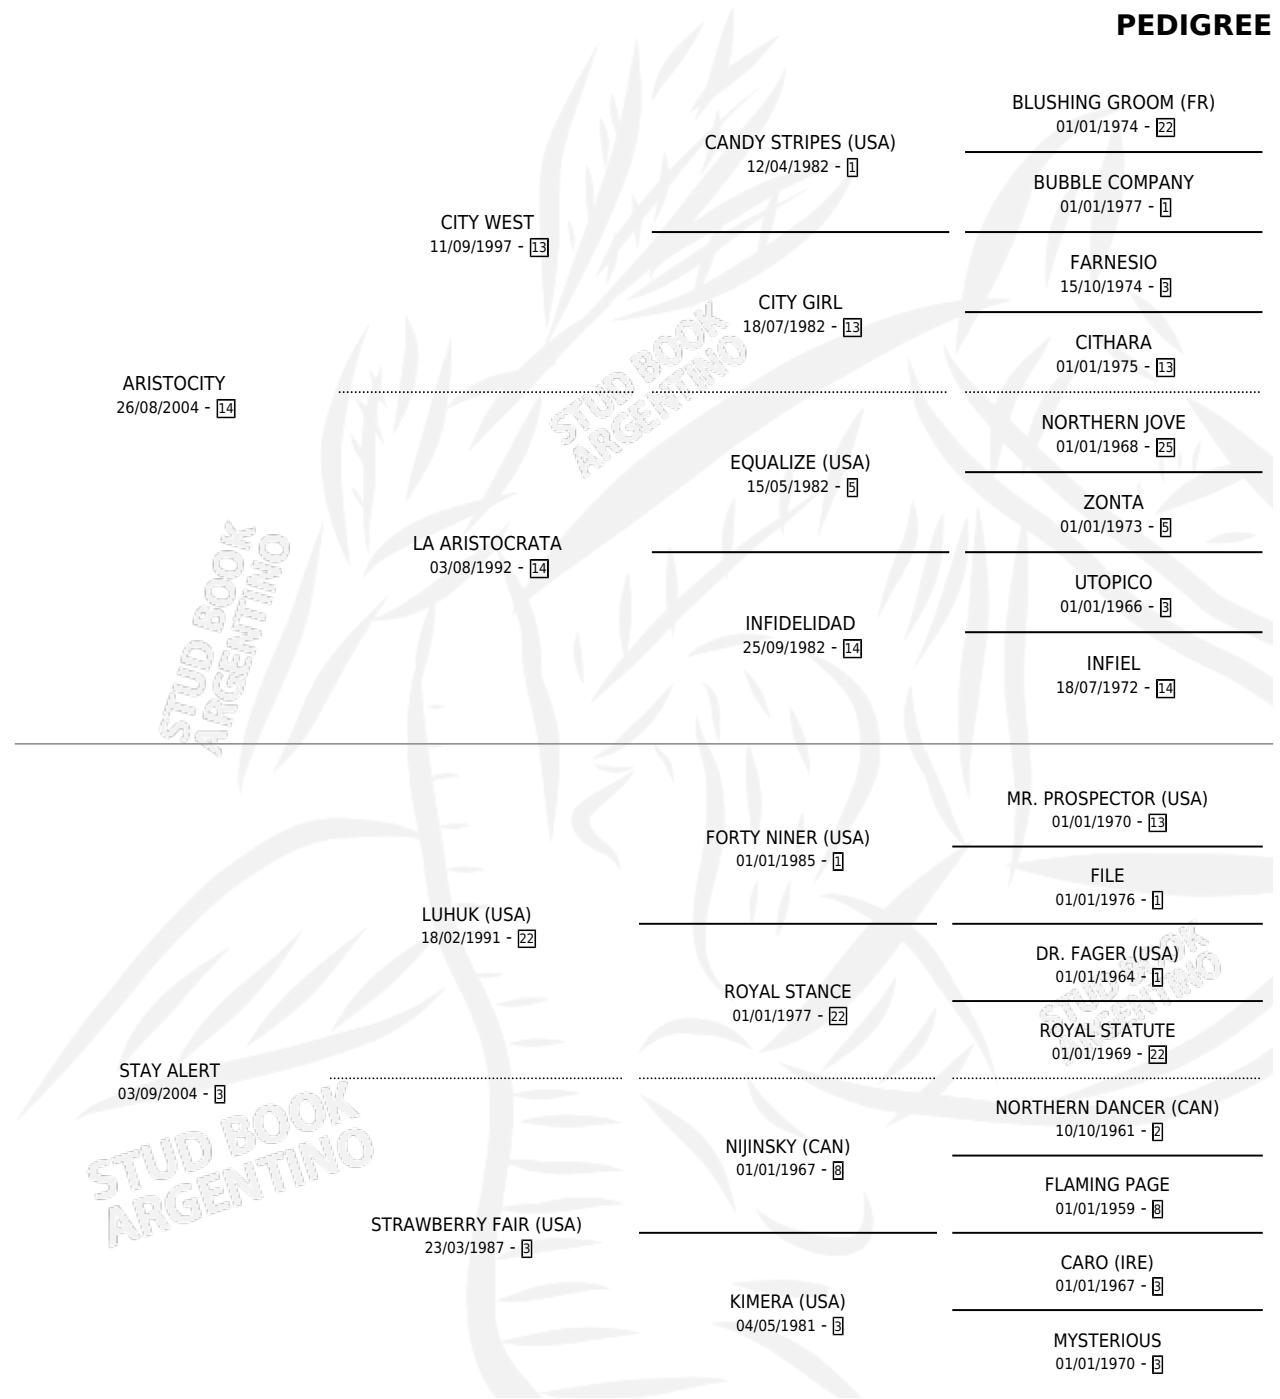 PEDIGREE
BLUSHING GROOM (FR)
01/01/1974 - 22
CANDY STRIPES (USA)
12/04/1982 - 1
BUBBLE COMPANY
01/01/1977 - 1
CITY WEST
11/09/1997 - 13
FARNESIO
15/10/1974 - 3
CITY GIRL
18/07/1982 - 13
CITHARA
01/01/1975 - 13
ARISTOCITY
26/08/2004 - 14
NORTHERN JOVE
01/01/1968 - 25
EQUALIZE (USA)
15/05/1982 - 5
ZONTA
01/01/1973 - 5
LA ARISTOCRATA
03/08/1992 - 14
UTOPICO
01/01/1966 - 3
INFIDELIDAD
25/09/1982 - 14
INFIEL
18/07/1972 - 14
MR. PROSPECTOR (USA)
01/01/1970 - 13
FORTY NINER (USA)
01/01/1985 - 1
FILE
01/01/1976 - 1
LUHUK (USA)
18/02/1991 - 22
DR. FAGER (USA)
01/01/1964 - 1
ROYAL STANCE
01/01/1977 - 22
ROYAL STATUTE
01/01/1969 - 22
STAY ALERT
03/09/2004 - 3
NORTHERN DANCER (CAN)
10/10/1961 - 2
NIJINSKY (CAN)
01/01/1967 - 8
FLAMING PAGE
01/01/1959 - 8
STRAWBERRY FAIR (USA)
23/03/1987 - 3
CARO (IRE)
01/01/1967 - 3
KIMERA (USA)
04/05/1981 - 3
MYSTERIOUS
01/01/1970 - 3
STUD BOOK
ARGENTINO
STUD BOOK
ARGENTINO
STUD BOOK
ARGENTINO
STUD BOOK
ARGENTINO